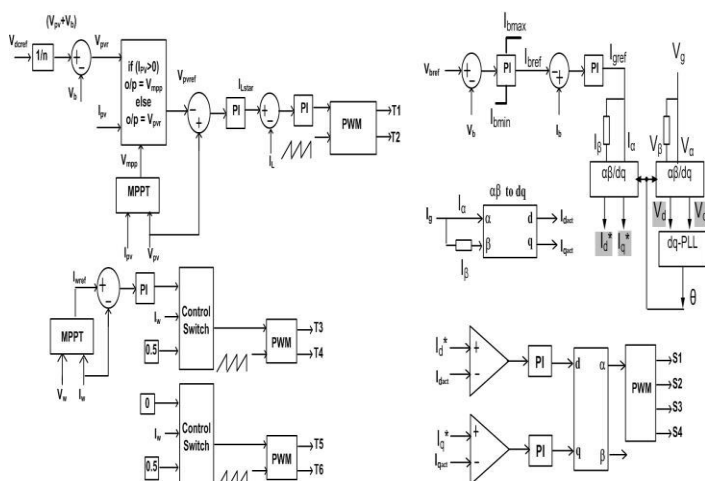 (Vpv+Vb)
Vdcref
1/n
Vpvr
Vb
Ipv
if (IPV>0)
o/p = Vmpp
else
o/p = Vpvr
Vpvref
Vmpp
MPPT
Ipv
Vpv
PI
ILstar
IL
PI
PWM
T1
T2
Iwref
MPPT
Vw
Iw
PI
Control
Switch
Iw
0.5
PWM
T3
T4
0
Iw
0.5
Control
Switch
PWM
T5
T6
Vbref
Vb
Ibmax
PI
Ibmin
Ibref
Ib
PI
Igref
Vg
Iβ
Iα
Vβ
Vα
αβ/dq
αβ/dq
Id*
Iq*
Vd
dq-PLL
θ
αβ to dq
Ig
Iα
α
d
Idact
β
q
Iqact
Iβ
Id*
+
Idact
−
PI
d
α
Iq*
+
Iqact
−
PI
q
β
PWM
S1
S2
S3
S4